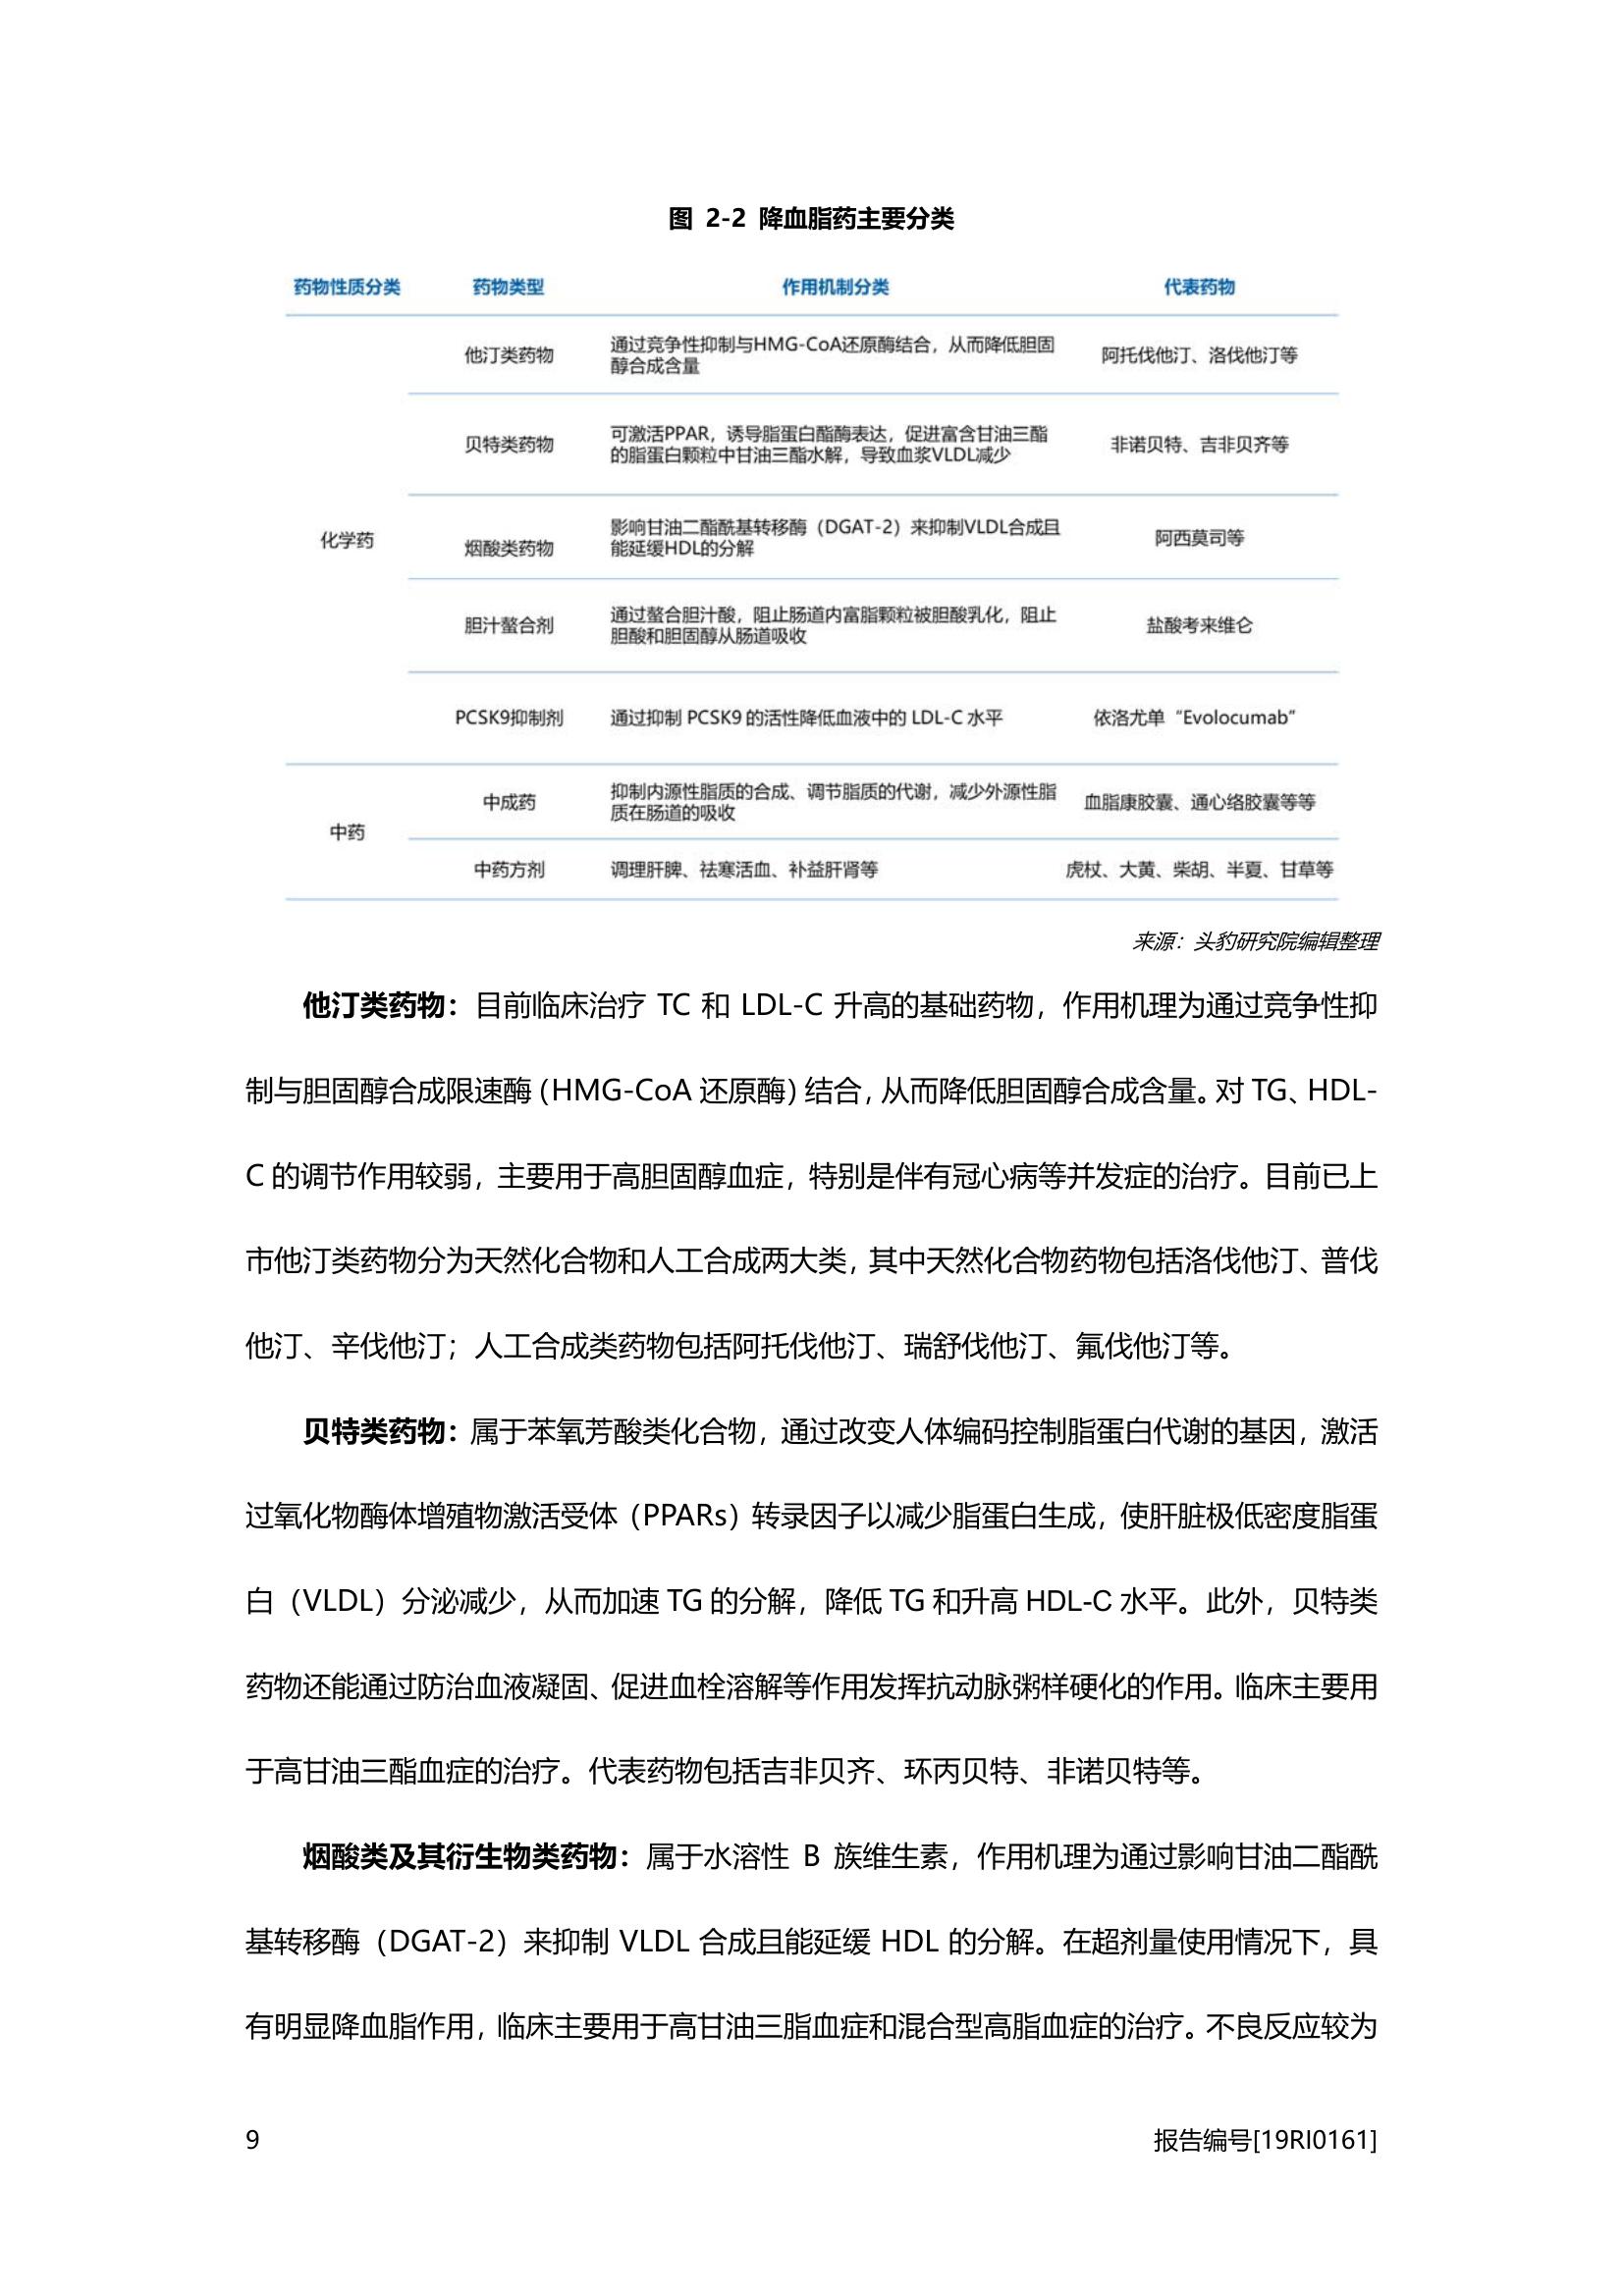 图 2-2 降血脂药主要分类
药物性质分类 药物类型 作用机制分类 代表药物
他汀类药物 通过竞争性抑制与HMG-CoA还原酶结合，从而降低胆固
醇合成含量 阿托伐他汀、洛伐他汀等
贝特类药物 可激活PPAR，诱导脂蛋白酯酶表达，促进富含甘油三酯
的脂蛋白颗粒中甘油三酯水解，导致血浆VLDL减少 非诺贝特、吉非贝齐等
化学药
烟酸类药物 影响甘油二酯酰基转移酶（DGAT-2）来抑制VLDL合成且
能延缓HDL的分解 阿西莫司等
胆汁螯合剂 通过螯合胆汁酸，阻止肠道内富脂颗粒被胆酸乳化，阻止
胆酸和胆固醇从肠道吸收 盐酸考来维仑
PCSK9抑制剂 通过抑制 PCSK9 的活性降低血液中的 LDL-C 水平 依洛尤单“Evolocumab”
中成药 抑制内源性脂质的合成、调节脂质的代谢，减少外源性脂
质在肠道的吸收 血脂康胶囊、通心络胶囊等等
中药
中药方剂 调理肝脾、祛寒活血、补益肝肾等 虎杖、大黄、柴胡、半夏、甘草等
来源：头豹研究院编辑整理
他汀类药物：目前临床治疗 TC 和 LDL-C 升高的基础药物，作用机理为通过竞争性抑
制与胆固醇合成限速酶（HMG-CoA 还原酶）结合，从而降低胆固醇合成含量。对 TG、HDL-
C 的调节作用较弱，主要用于高胆固醇血症，特别是伴有冠心病等并发症的治疗。目前已上
市他汀类药物分为天然化合物和人工合成两大类，其中天然化合物药物包括洛伐他汀、普伐
他汀、辛伐他汀；人工合成类药物包括阿托伐他汀、瑞舒伐他汀、氟伐他汀等。
贝特类药物：属于苯氧芳酸类化合物，通过改变人体编码控制脂蛋白代谢的基因，激活
过氧化物酶体增殖物激活受体（PPARs）转录因子以减少脂蛋白生成，使肝脏极低密度脂蛋
白（VLDL）分泌减少，从而加速 TG 的分解，降低 TG 和升高 HDL-C 水平。此外，贝特类
药物还能通过防治血液凝固、促进血栓溶解等作用发挥抗动脉粥样硬化的作用。临床主要用
于高甘油三酯血症的治疗。代表药物包括吉非贝齐、环丙贝特、非诺贝特等。
烟酸类及其衍生物类药物：属于水溶性 B 族维生素，作用机理为通过影响甘油二酯酰
基转移酶（DGAT-2）来抑制 VLDL 合成且能延缓 HDL 的分解。在超剂量使用情况下，具
有明显降血脂作用，临床主要用于高甘油三脂血症和混合型高脂血症的治疗。不良反应较为
9 报告编号[19RI0161]